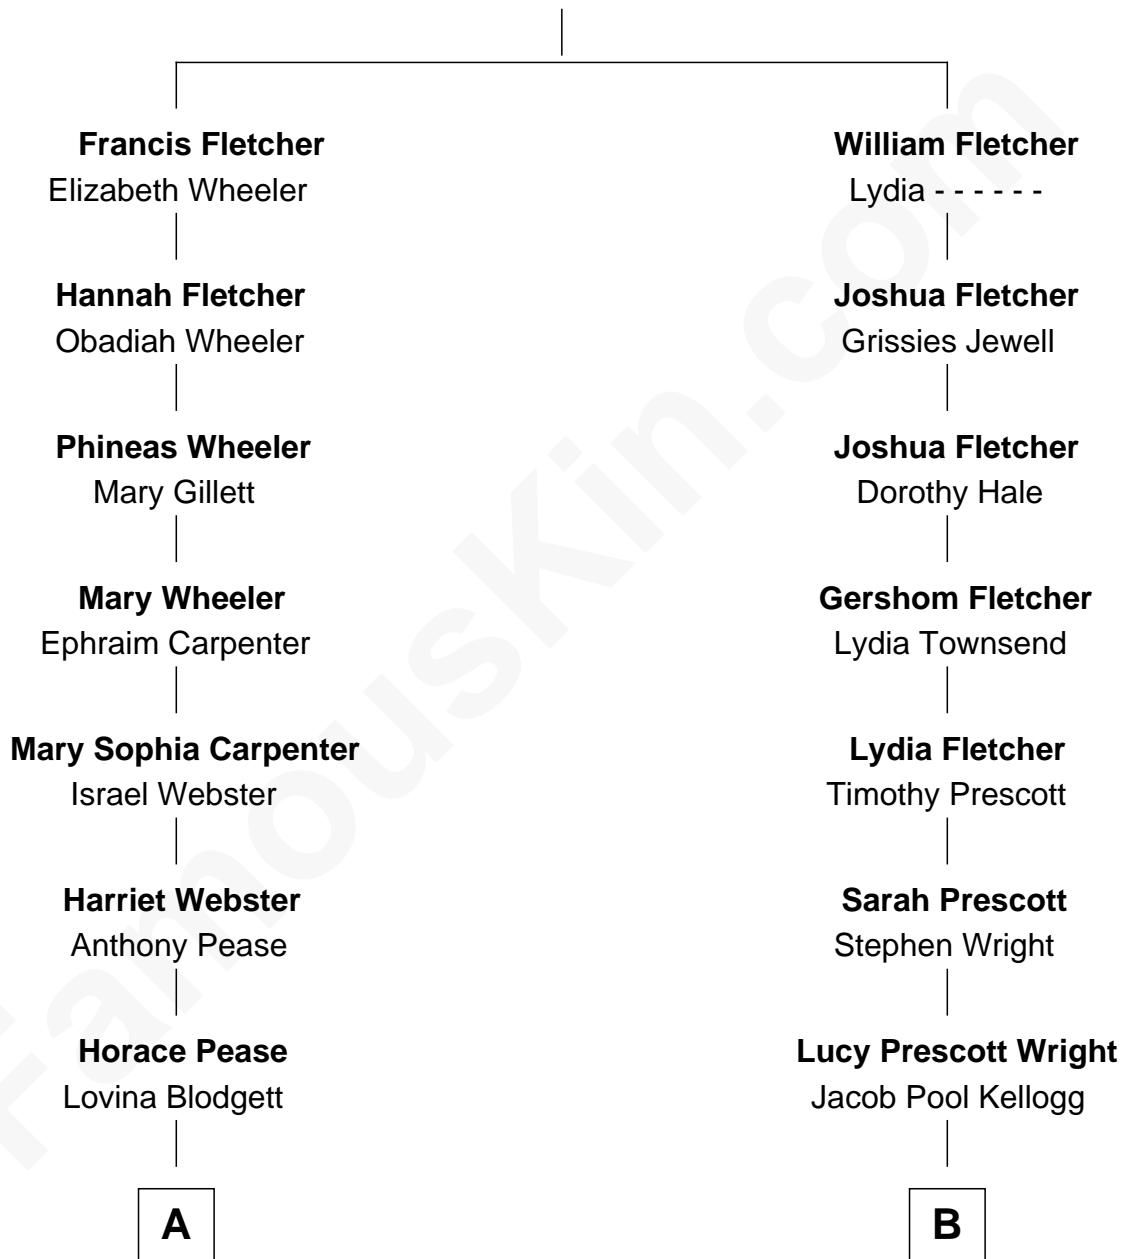 Francis Fletcher
Elizabeth Wheeler
Hannah Fletcher
Obadiah Wheeler
Phineas Wheeler
Mary Gillett
Mary Wheeler
Ephraim Carpenter
Mary Sophia Carpenter
Israel Webster
Harriet Webster
Anthony Pease
Horace Pease
Lovina Blodgett
A
William Fletcher
Lydia - - - - - -
Joshua Fletcher
Grissies Jewell
Joshua Fletcher
Dorothy Hale
Gershom Fletcher
Lydia Townsend
Lydia Fletcher
Timothy Prescott
Sarah Prescott
Stephen Wright
Lucy Prescott Wright
Jacob Pool Kellogg
B
FamousKin.com